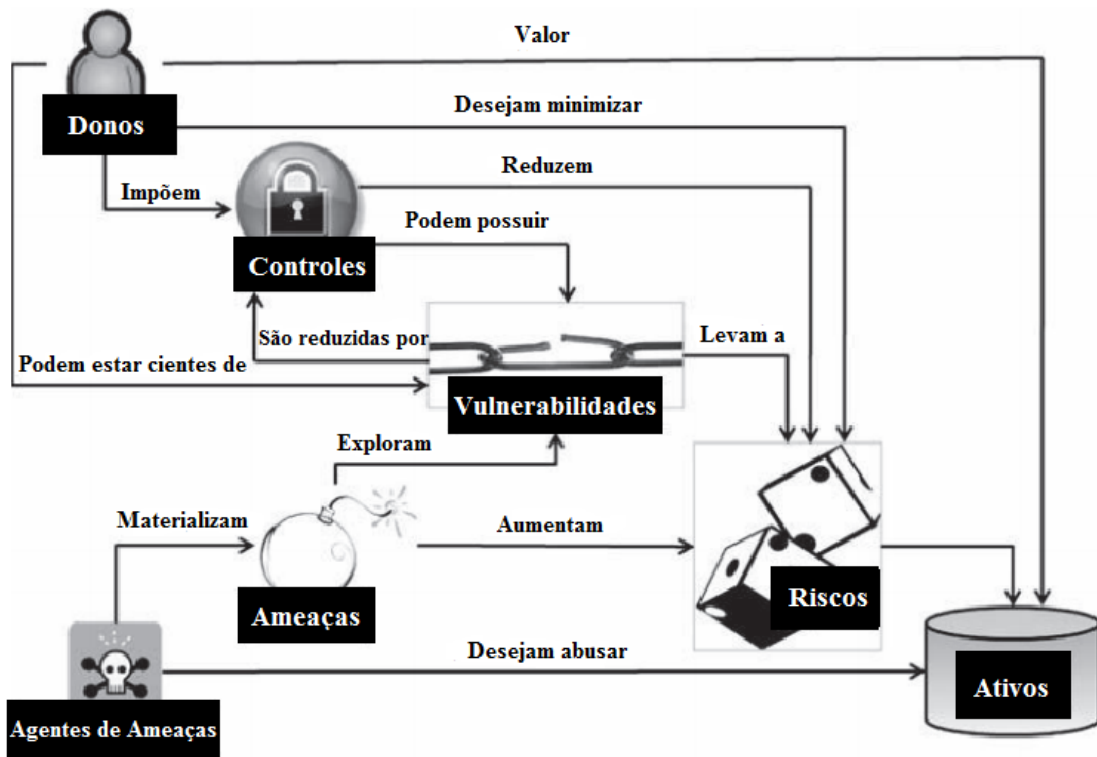 Valor
Desejam minimizar
Donos
Reduzem
Impõem
Podem possuir
Controles
São reduzidas por
Levam a
Podem estar cientes de
Vulnerabilidades
Exploram
Materializam
Aumentam
Riscos
Ameaças
Desejam abusar
Ativos
Agentes de Ameaças